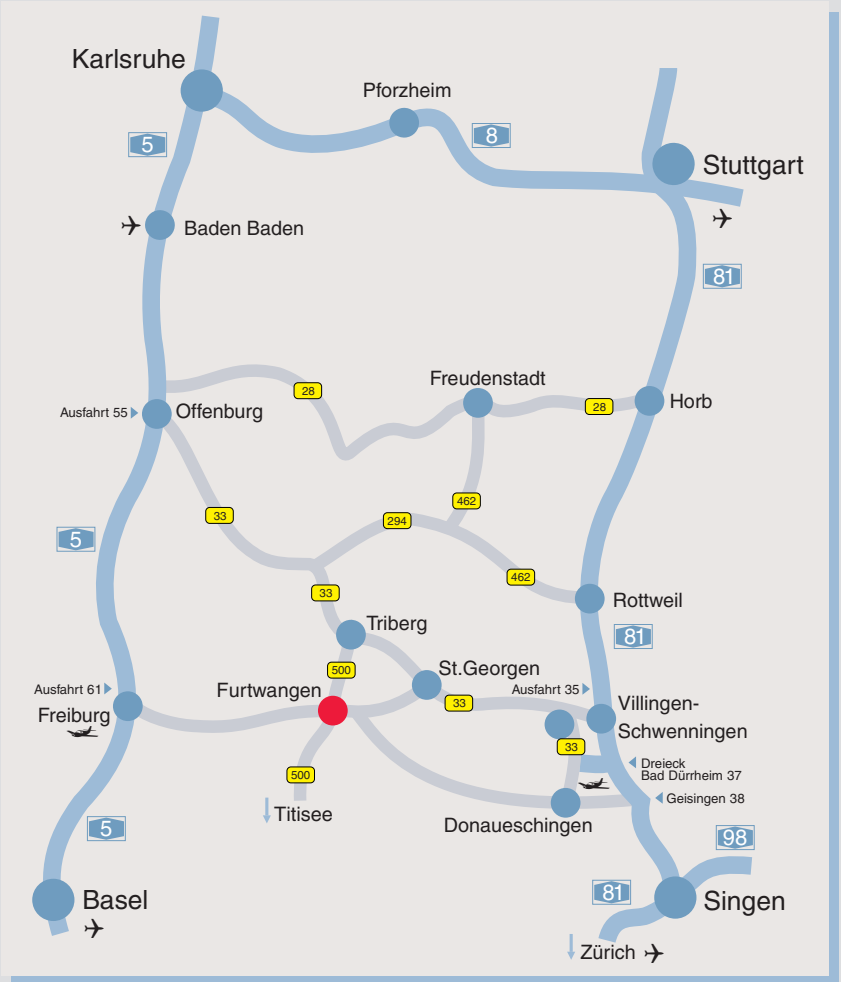 Karlsruhe
Pforzheim
8
5
Stuttgart
Baden Baden
81
Freudenstadt
28
28
Horb
Ausfahrt 55
Offenburg
462
33
294
5
462
33
Rottweil
Triberg
81
St.Georgen
500
Ausfahrt 61
Furtwangen
Ausfahrt 35
33
Villingen-
Schwenningen
Freiburg
33
Dreieck
Bad Dürrheim 37
500
Geisingen 38
Titisee
Donaueschingen
5
98
81
Basel
Singen
Zürich